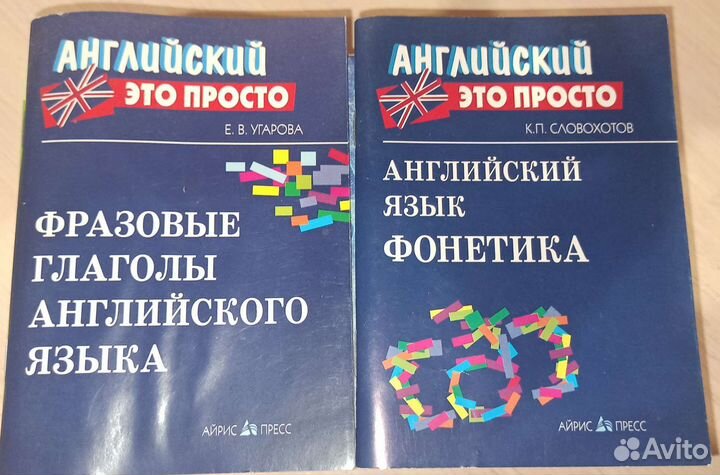 АНГЛИЙСКИЙ
ЭТО ПРОСТО
Е. В. УГАРОВА
ФРАЗОВЫЕ
ГЛАГОЛЫ
АНГЛИЙСКОГО
ЯЗЫКА
АЙРИС ПРЕСС
АНГЛИЙСКИЙ
ЭТО ПРОСТО
К.П. СЛОВОХОТОВ
АНГЛИЙСКИЙ
ЯЗЫК
ФОНЕТИКА
АЙРИС ПРЕСС
Avito